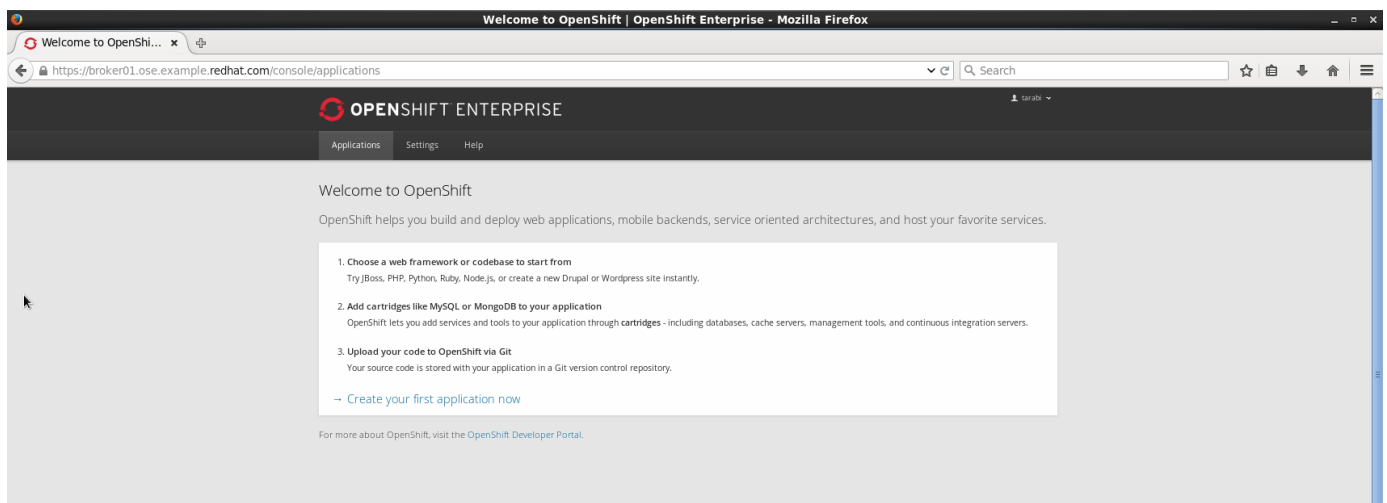 Welcome to OpenShift | OpenShift Enterprise - Mozilla Firefox
Welcome to OpenShi...
https://broker01.ose.example.redhat.com/console/applications
Search
OPENSHIFT ENTERPRISE
tarabi
Applications Settings Help
Welcome to OpenShift
OpenShift helps you build and deploy web applications, mobile backends, service oriented architectures, and host your favorite services.
1. Choose a web framework or codebase to start from
Try JBoss, PHP, Python, Ruby, Node.js, or create a new Drupal or Wordpress site instantly.
2. Add cartridges like MySQL or MongoDB to your application
OpenShift lets you add services and tools to your application through cartridges - including databases, cache servers, management tools, and continuous integration servers.
3. Upload your code to OpenShift via Git
Your source code is stored with your application in a Git version control repository.
→ Create your first application now
For more about OpenShift, visit the OpenShift Developer Portal.